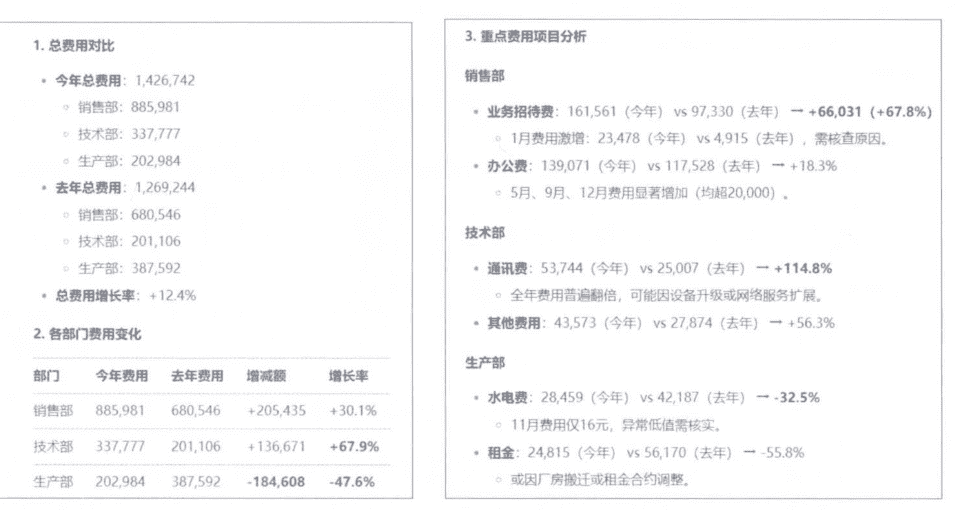 1. 总费用对比
• 今年总费用：1,426,742
○ 销售部：885,981
○ 技术部：337,777
○ 生产部：202,984
• 去年总费用：1,269,244
○ 销售部：680,546
○ 技术部：201,106
○ 生产部：387,592
• 总费用增长率：+12.4%
2. 各部门费用变化
部门 今年费用 去年费用 增减额 增长率
销售部 885,981 680,546 +205,435 +30.1%
技术部 337,777 201,106 +136,671 +67.9%
生产部 202,984 387,592 -184,608 -47.6%
3. 重点费用项目分析
销售部
• 业务招待费：161,561（今年） vs 97,330（去年） → +66,031（+67.8%）
○ 1月费用激增：23,478（今年） vs 4,915（去年），需核查原因。
• 办公费：139,071（今年） vs 117,528（去年） → +18.3%
○ 5月、9月、12月费用显著增加（均超20,000）。
技术部
• 通讯费：53,744（今年） vs 25,007（去年） → +114.8%
○ 全年费用普遍翻倍，可能因设备升级或网络服务扩展。
• 其他费用：43,573（今年） vs 27,874（去年） → +56.3%
生产部
• 水电费：28,459（今年） vs 42,187（去年） → -32.5%
○ 11月费用仅16元，异常低值需核实。
• 租金：24,815（今年） vs 56,170（去年） → -55.8%
○ 或因厂房搬迁或租金合约调整。